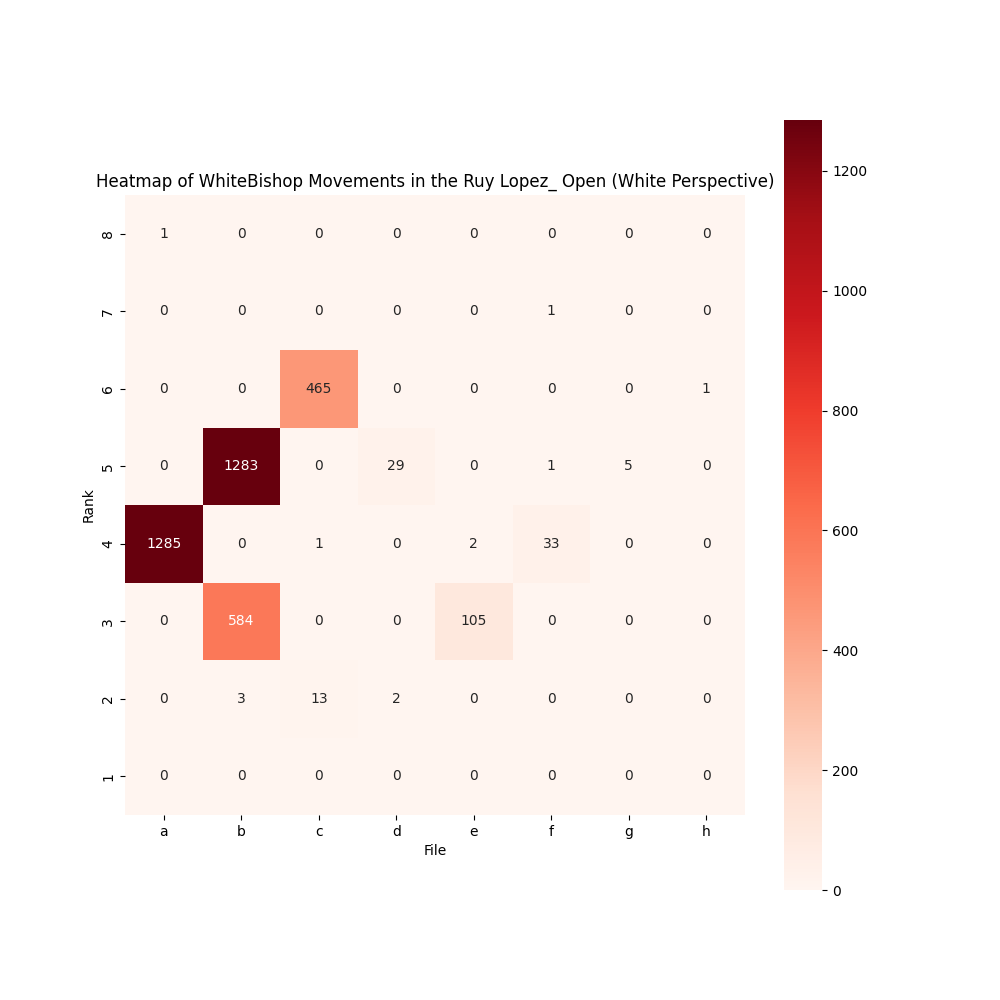 Heatmap of WhiteBishop Movements in the Ruy Lopez_ Open (White Perspective)
8 1 0 0 0 0 0 0 0
7 0 0 0 0 0 1 0 0
6 0 0 465 0 0 0 0 1
5 0 1283 0 29 0 1 5 0
4 1285 0 1 0 2 33 0 0
3 0 584 0 0 105 0 0 0
2 0 3 13 2 0 0 0 0
1 0 0 0 0 0 0 0 0
a b c d e f g h
Rank
File
1200
1000
800
600
400
200
0